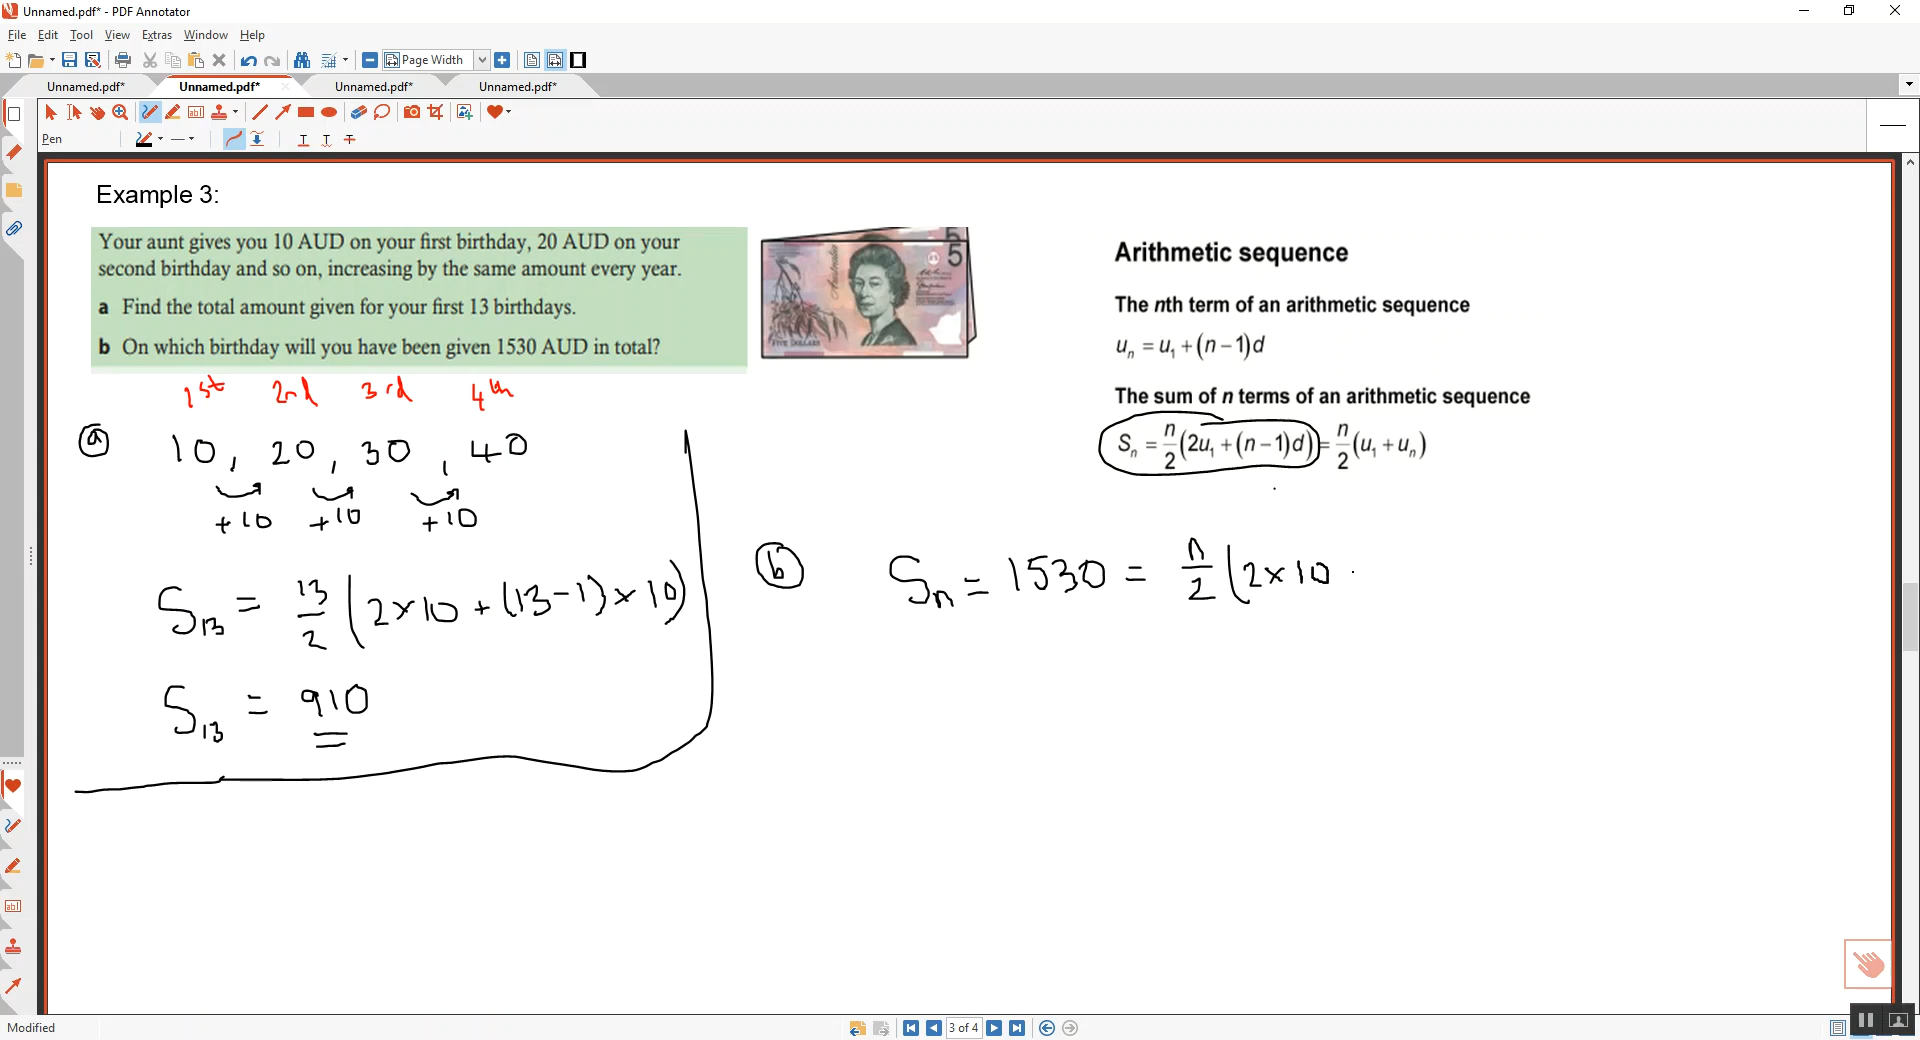 Unnamed.pdf* - PDF Annotator
File Edit Tool View Extras Window Help
Page Width
Unnamed.pdf* Unnamed.pdf* Unnamed.pdf* Unnamed.pdf*
Pen
Example 3:
Your aunt gives you 10 AUD on your first birthday, 20 AUD on your
second birthday and so on, increasing by the same amount every year.
a Find the total amount given for your first 13 birthdays.
b On which birthday will you have been given 1530 AUD in total?
5
5
Australia
FIVE DOLLARS
Arithmetic sequence
The nth term of an arithmetic sequence
uₙ = u₁ + (n − 1)d
The sum of n terms of an arithmetic sequence
Sₙ = n/2 (2u₁ + (n − 1)d) = n/2 (u₁ + uₙ)
1st 2nd 3rd 4th
a 10, 20, 30, 40
+10 +10 +10
S₁₃ = 13/2 (2×10 + (13−1)×10)
S₁₃ = 910
b Sₙ = 1530 = n/2 (2×10
Modified
3 of 4